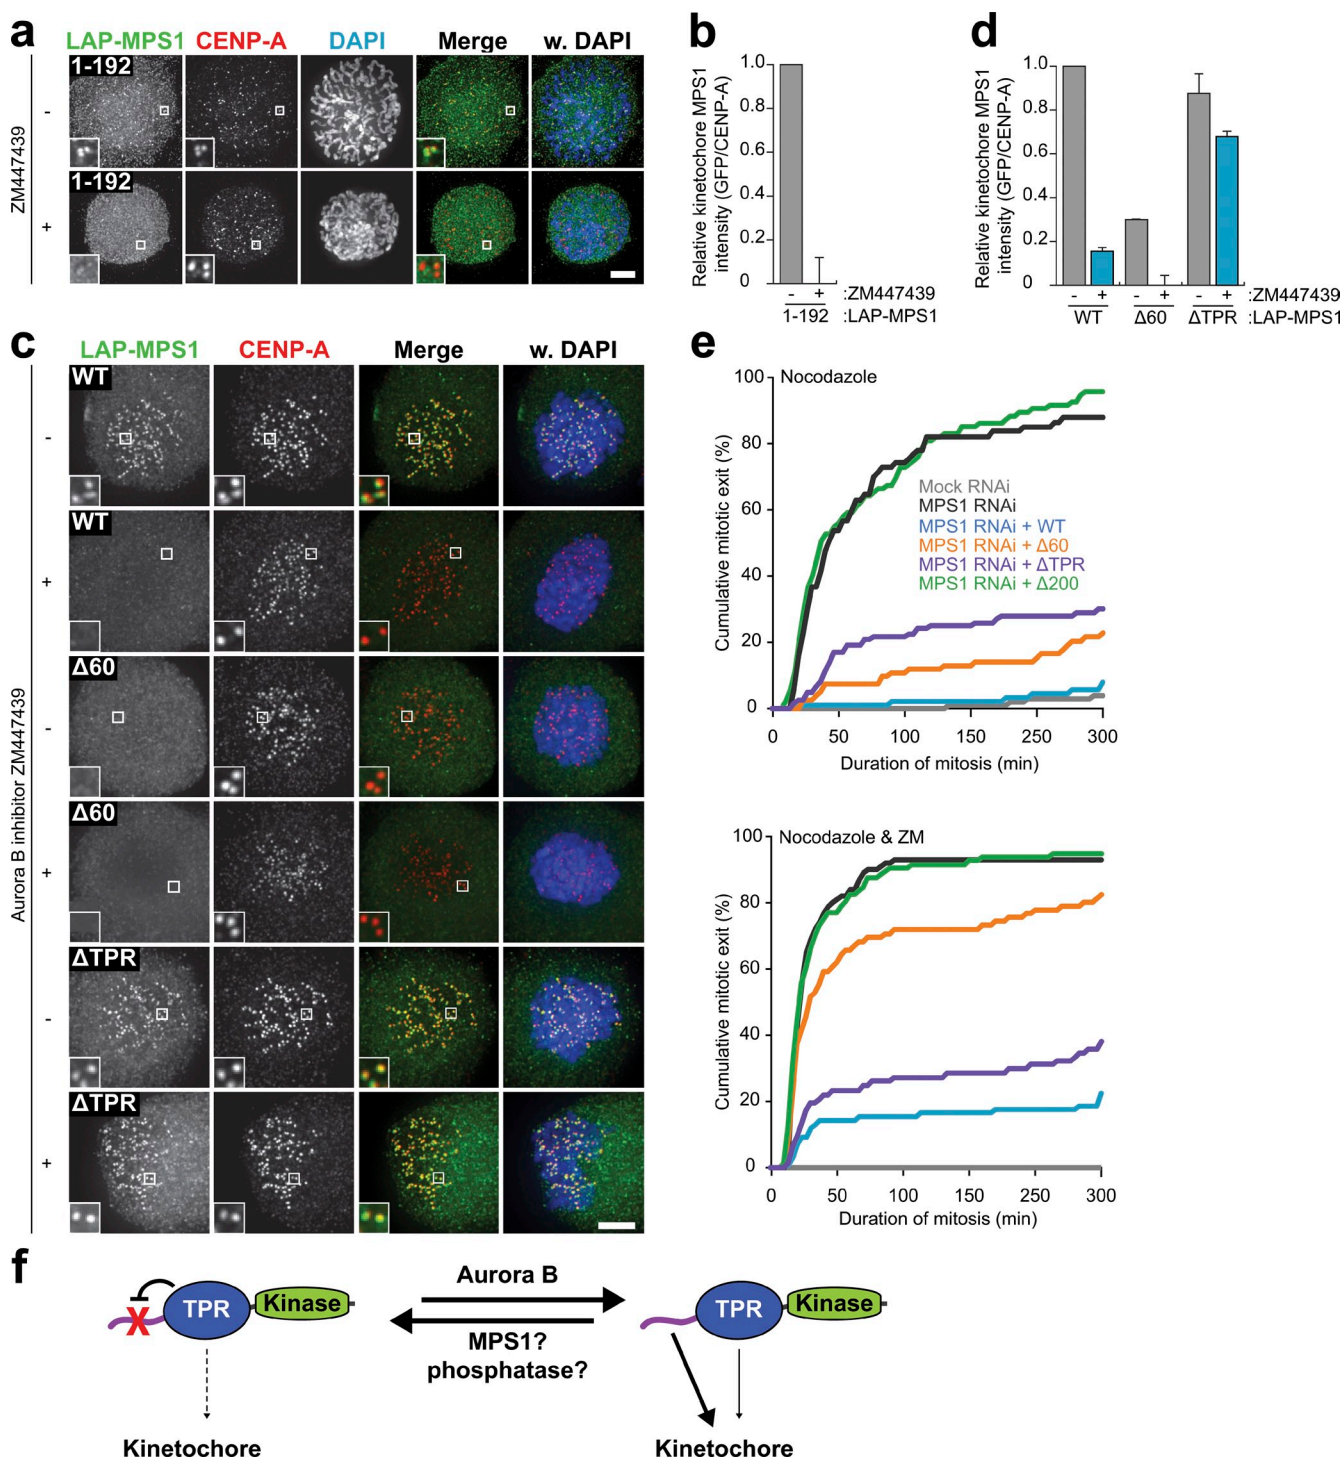 a
LAP-MPS1 CENP-A DAPI Merge w. DAPI
ZM447439
-
1-192
+
1-192
b
Relative kinetochore MPS1
intensity (GFP/CENP-A)
1.0
0.8
0.6
0.4
0.2
0
- + :ZM447439
1-192 :LAP-MPS1
d
Relative kinetochore MPS1
intensity (GFP/CENP-A)
1.0
0.8
0.6
0.4
0.2
0
- + - + - + :ZM447439
WT Δ60 ΔTPR :LAP-MPS1
c
LAP-MPS1 CENP-A Merge w. DAPI
Aurora B inhibitor ZM447439
-
WT
+
WT
-
Δ60
+
Δ60
-
ΔTPR
+
ΔTPR
e
Nocodazole
Cumulative mitotic exit (%)
100
80
60
40
20
0
Mock RNAi
MPS1 RNAi
MPS1 RNAi + WT
MPS1 RNAi + Δ60
MPS1 RNAi + ΔTPR
MPS1 RNAi + Δ200
0 50 100 150 250 300
Duration of mitosis (min)
Nocodazole & ZM
Cumulative mitotic exit (%)
100
80
60
40
20
0
0 50 100 150 250 300
Duration of mitosis (min)
f
X
TPR
Kinase
Kinetochore
Aurora B
MPS1?
phosphatase?
TPR
Kinase
Kinetochore